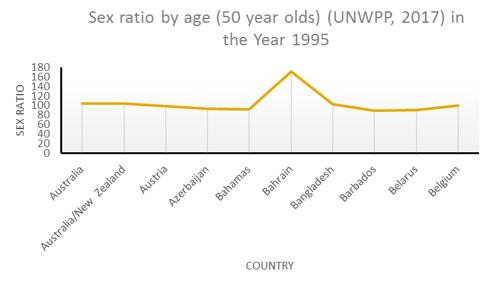 Sex ratio by age (50 year olds) (UNWPP, 2017) in
the Year 1995
SEX RATIO
180
160
140
120
100
80
60
40
20
0
Australia
Australia/New Zealand
Austria
Azerbaijan
Bahamas
Bahrain
Bangladesh
Barbados
Belarus
Belgium
COUNTRY